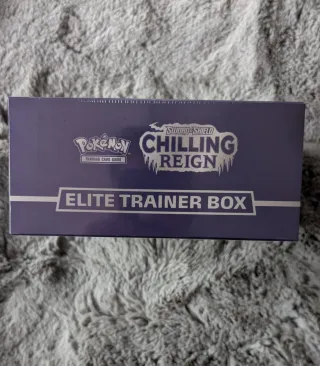 Pokémon
TRADING CARD GAME
SWORD & SHIELD
CHILLING
REIGN
ELITE TRAINER BOX